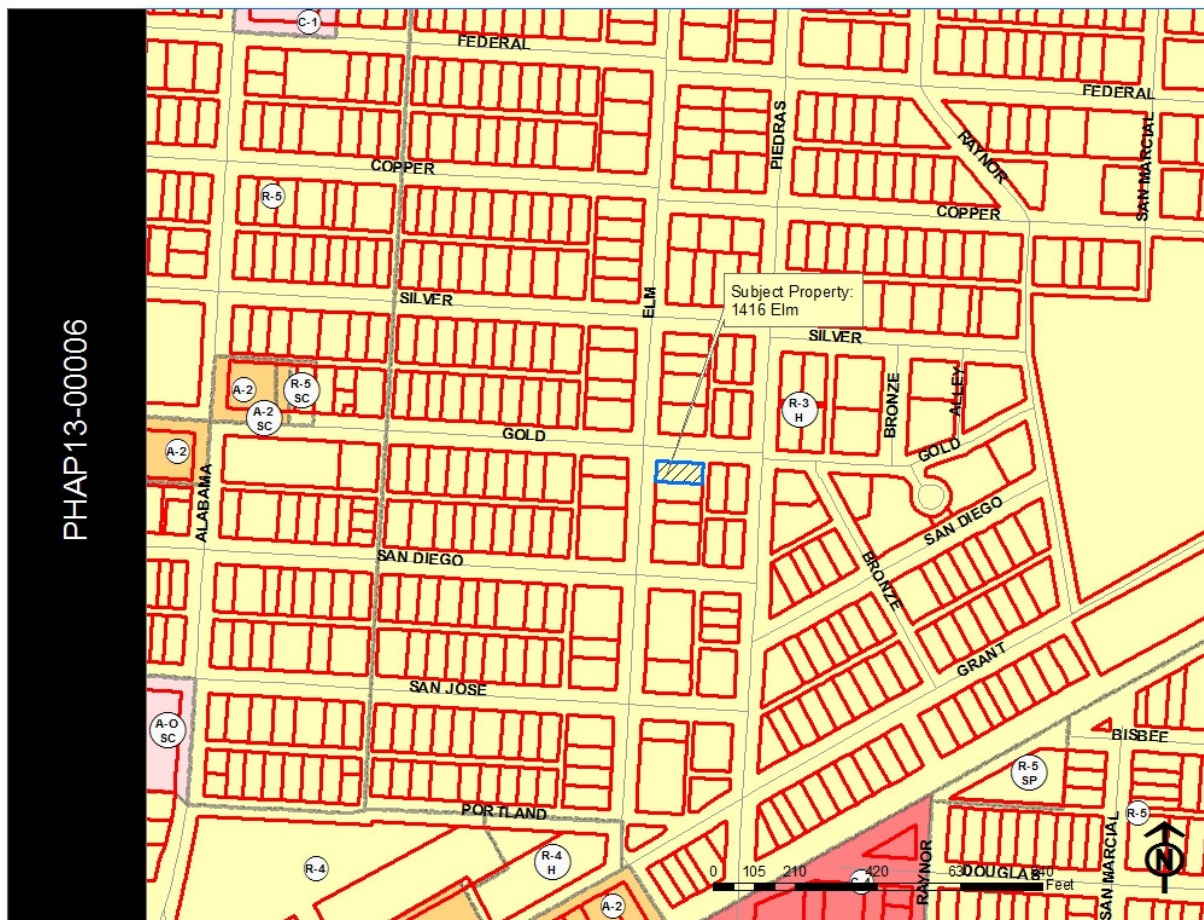 PHAP13-00006
C-1
FEDERAL
FEDERAL
PIEDRAS
RAYNOR
SAN MARCIAL
COPPER
R-5
COPPER
Subject Property:
1416 Elm
ELM
SILVER
SILVER
A-2
R-5
SC
A-2
SC
R-3
H
BRONZE
ALLEY
GOLD
GOLD
A-2
ALABAMA
SAN DIEGO
SAN DIEGO
BRONZE
GRANT
SAN JOSE
A-O
SC
BISBEE
R-5
SP
R-5
PORTLAND
R-4
R-4
H
A-2
RAYNOR
DOUGLAS
SAN MARCIAL
N
0 105 210 420 630 840
Feet